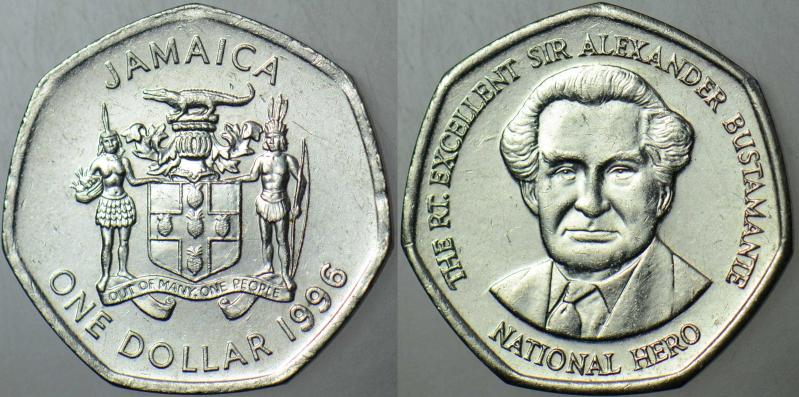 JAMAICA
OUT OF MANY, ONE PEOPLE
ONE DOLLAR 1996
THE RT. EXCELLENT SIR ALEXANDER BUSTAMANTE
NATIONAL HERO